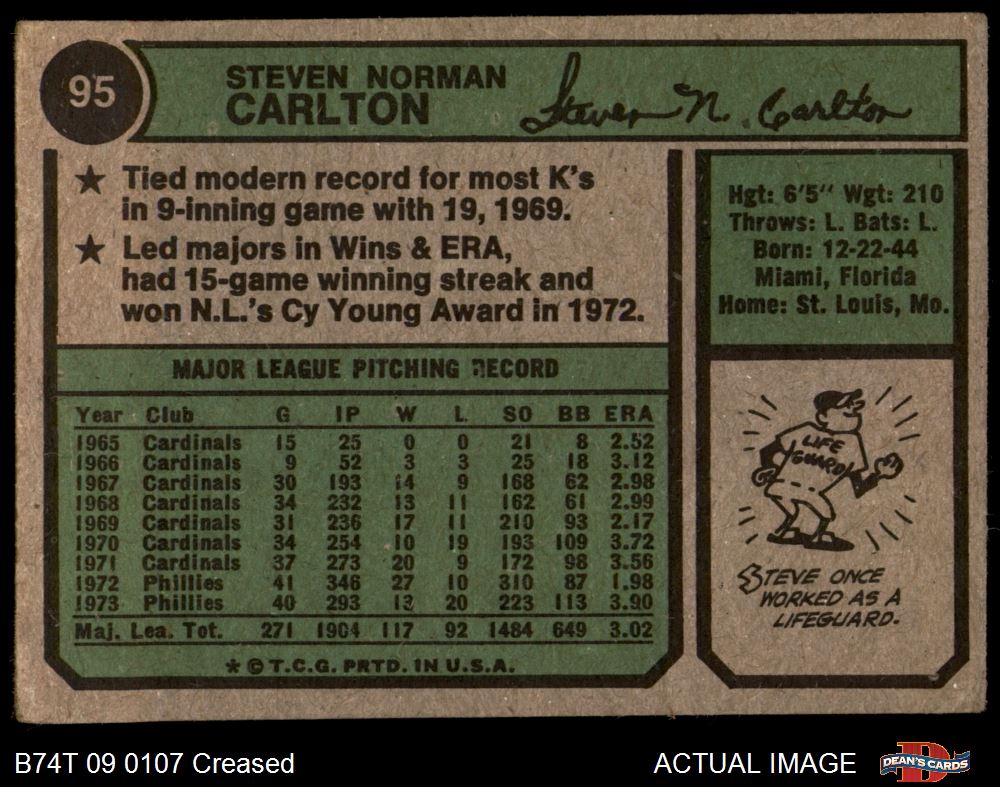 95
STEVEN NORMAN
CARLTON
Steven N. Carlton
★ Tied modern record for most K's
in 9-inning game with 19, 1969.
★ Led majors in Wins & ERA,
had 15-game winning streak and
won N.L.'s Cy Young Award in 1972.
Hgt: 6'5" Wgt: 210
Throws: L. Bats: L.
Born: 12-22-44
Miami, Florida
Home: St. Louis, Mo.
MAJOR LEAGUE PITCHING RECORD
Year Club G IP W L SO BB ERA
1965 Cardinals 15 25 0 0 21 8 2.52
1966 Cardinals 9 52 3 3 25 18 3.12
1967 Cardinals 30 193 14 9 168 62 2.98
1968 Cardinals 34 232 13 11 162 61 2.99
1969 Cardinals 31 236 17 11 210 93 2.17
1970 Cardinals 34 254 10 19 193 109 3.72
1971 Cardinals 37 273 20 9 172 98 3.56
1972 Phillies 41 346 27 10 310 87 1.98
1973 Phillies 40 293 13 20 223 113 3.90
Maj. Lea. Tot. 271 1904 117 92 1484 649 3.02
★ © T.C.G. PRTD. IN U.S.A.
LIFE
GUARD
STEVE ONCE
WORKED AS A
LIFEGUARD.
B74T 09 0107 Creased
ACTUAL IMAGE
DEAN'S CARDS